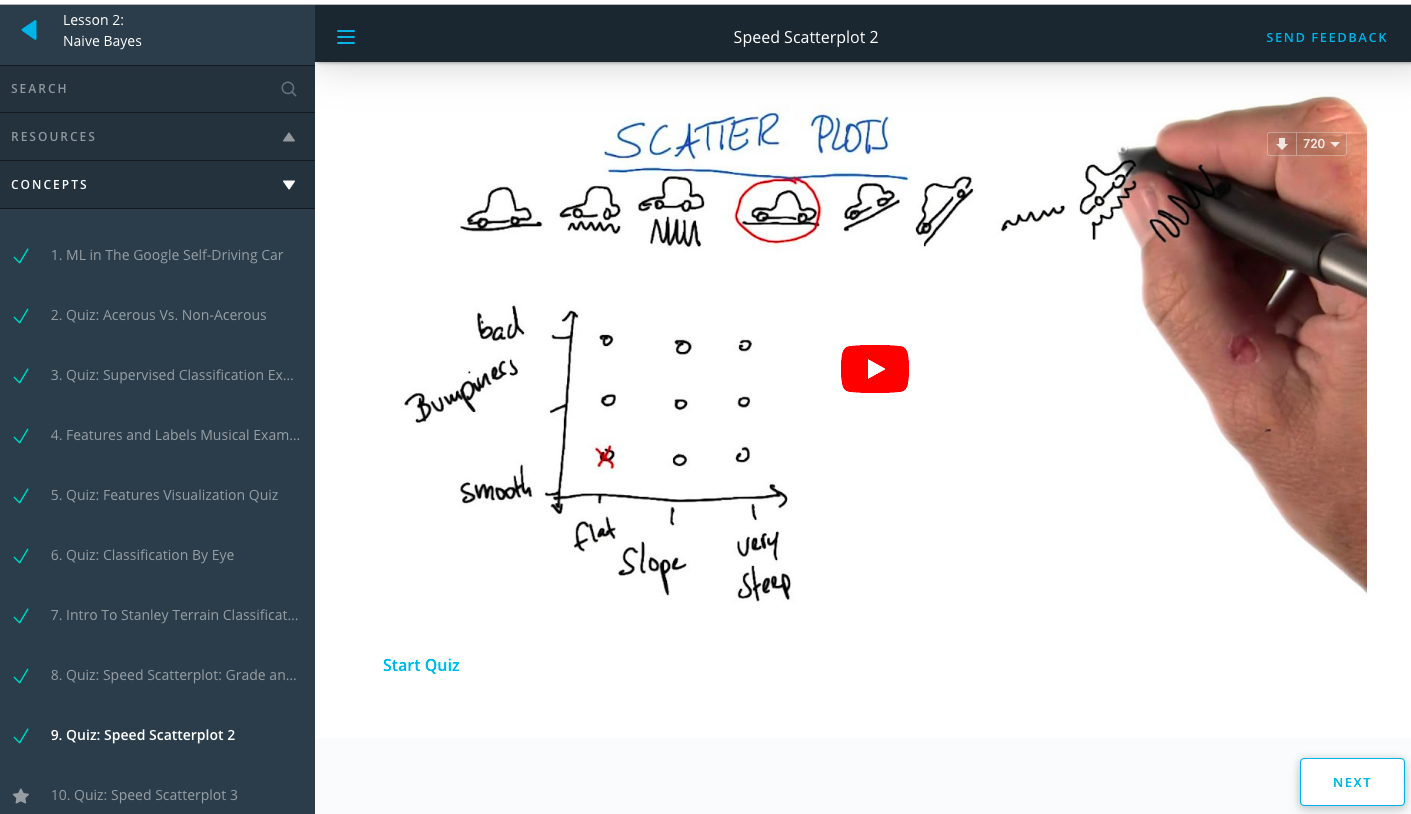 Lesson 2:
Naive Bayes
SEARCH
RESOURCES
CONCEPTS
1. ML in The Google Self-Driving Car
2. Quiz: Acerous Vs. Non-Acerous
3. Quiz: Supervised Classification Ex...
4. Features and Labels Musical Exam...
5. Quiz: Features Visualization Quiz
6. Quiz: Classification By Eye
7. Intro To Stanley Terrain Classificat...
8. Quiz: Speed Scatterplot: Grade an...
9. Quiz: Speed Scatterplot 2
10. Quiz: Speed Scatterplot 3
Speed Scatterplot 2
SEND FEEDBACK
SCATTER PLOTS
720
bad
Bumpiness
smooth
flat
Slope
very
steep
Start Quiz
NEXT